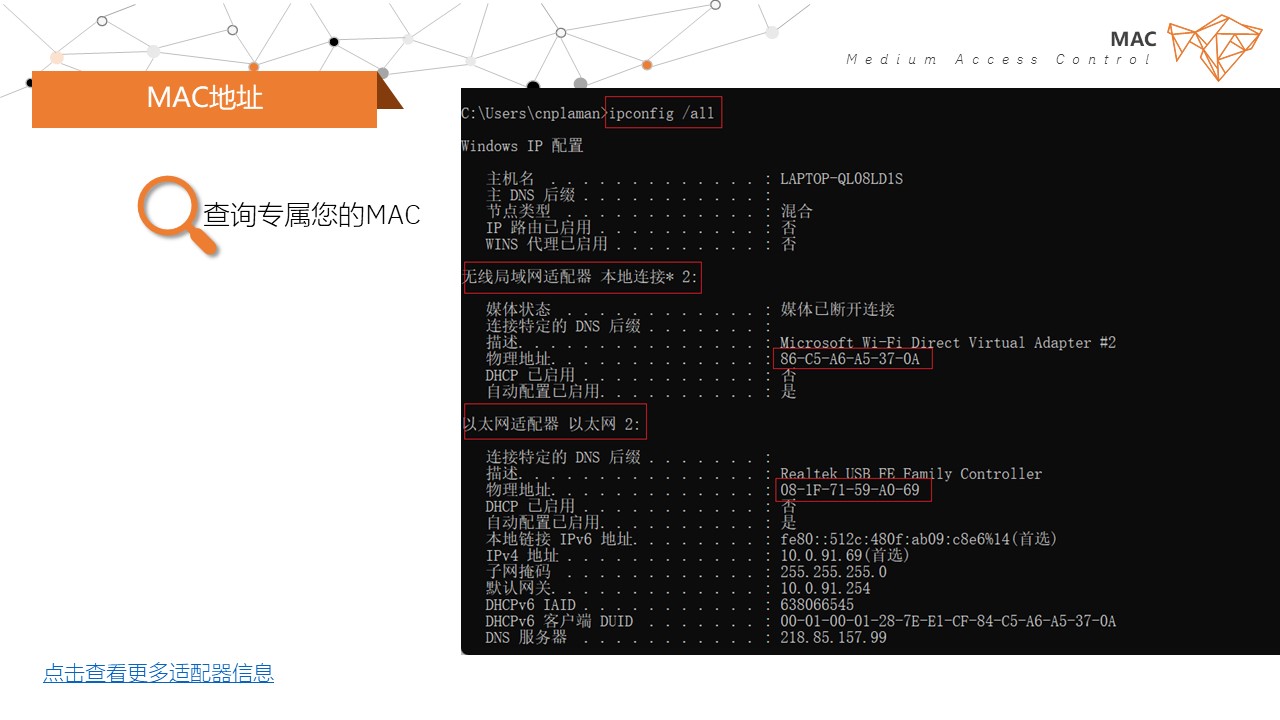 MAC
Medium Access Control
MAC地址
查询专属您的MAC
C:\Users\cnplaman>ipconfig /all
Windows IP 配置
主机名 . . . . . . . . . . . . . : LAPTOP-QL08LD1S
主 DNS 后缀 . . . . . . . . . . . :
节点类型 . . . . . . . . . . . . : 混合
IP 路由已启用 . . . . . . . . . . : 否
WINS 代理已启用 . . . . . . . . . : 否
无线局域网适配器 本地连接* 2:
媒体状态 . . . . . . . . . . . . : 媒体已断开连接
连接特定的 DNS 后缀 . . . . . . . :
描述. . . . . . . . . . . . . . . : Microsoft Wi-Fi Direct Virtual Adapter #2
物理地址. . . . . . . . . . . . . : 86-C5-A6-A5-37-0A
DHCP 已启用 . . . . . . . . . . . : 否
自动配置已启用. . . . . . . . . . : 是
以太网适配器 以太网 2:
连接特定的 DNS 后缀 . . . . . . . :
描述. . . . . . . . . . . . . . . : Realtek USB FE Family Controller
物理地址. . . . . . . . . . . . . : 08-1F-71-59-A0-69
DHCP 已启用 . . . . . . . . . . . : 否
自动配置已启用. . . . . . . . . . : 是
本地链接 IPv6 地址. . . . . . . . : fe80::512c:480f:ab09:c8e6%14(首选)
IPv4 地址 . . . . . . . . . . . . : 10.0.91.69(首选)
子网掩码 . . . . . . . . . . . . : 255.255.255.0
默认网关. . . . . . . . . . . . . : 10.0.91.254
DHCPv6 IAID . . . . . . . . . . . : 638066545
DHCPv6 客户端 DUID . . . . . . . : 00-01-00-01-28-7E-E1-CF-84-C5-A6-A5-37-0A
DNS 服务器 . . . . . . . . . . . : 218.85.157.99
点击查看更多适配器信息